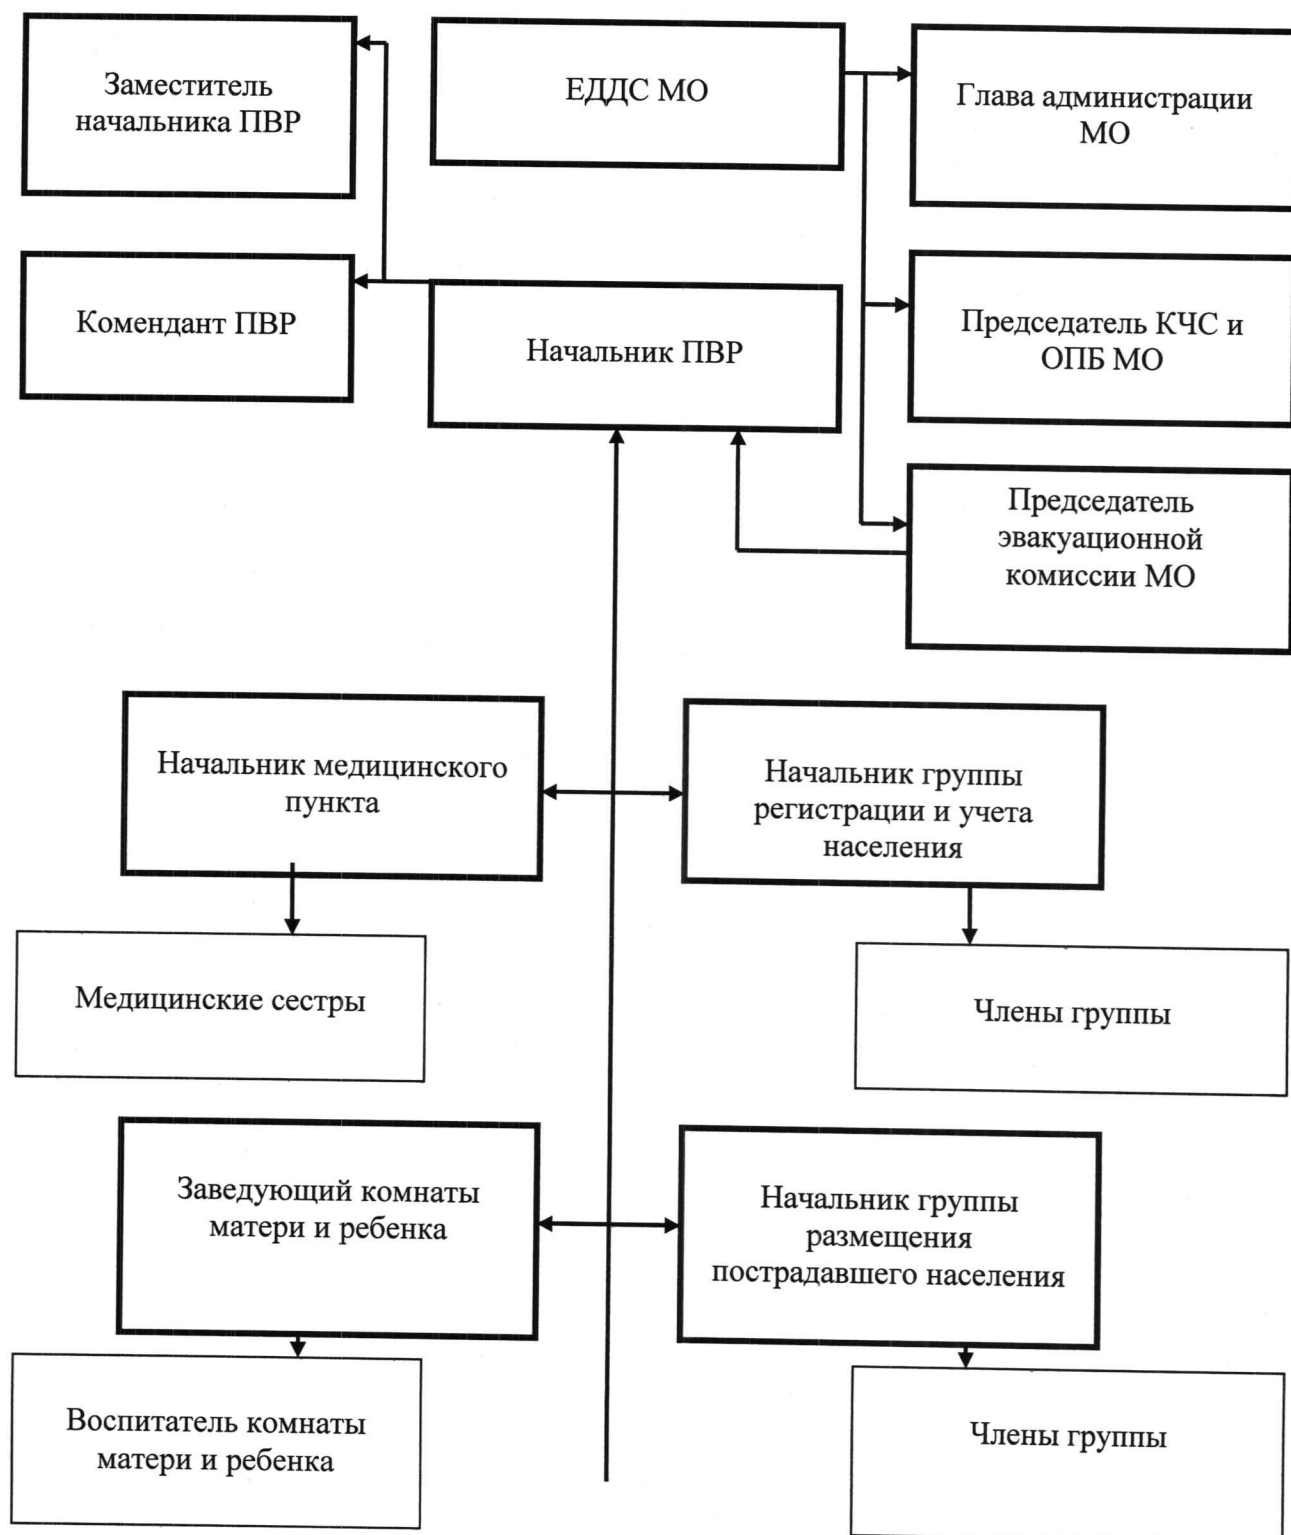 Заместитель
начальника ПВР
ЕДДС МО
Глава администрации
МО
Комендант ПВР
Начальник ПВР
Председатель КЧС и
ОПБ МО
Председатель
эвакуационной
комиссии МО
Начальник медицинского
пункта
Начальник группы
регистрации и учета
населения
Медицинские сестры
Члены группы
Заведующий комнаты
матери и ребенка
Начальник группы
размещения
пострадавшего населения
Воспитатель комнаты
матери и ребенка
Члены группы